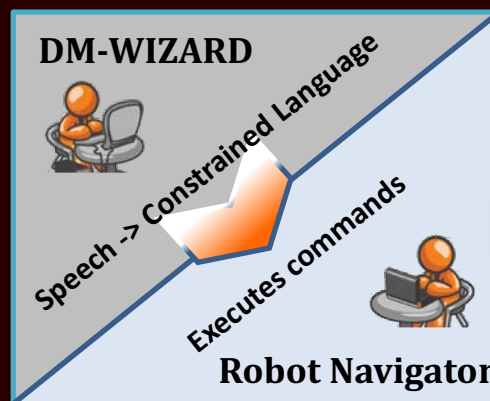 DM-WIZARD
Speech -> Constrained Language
Executes commands
Robot Navigator